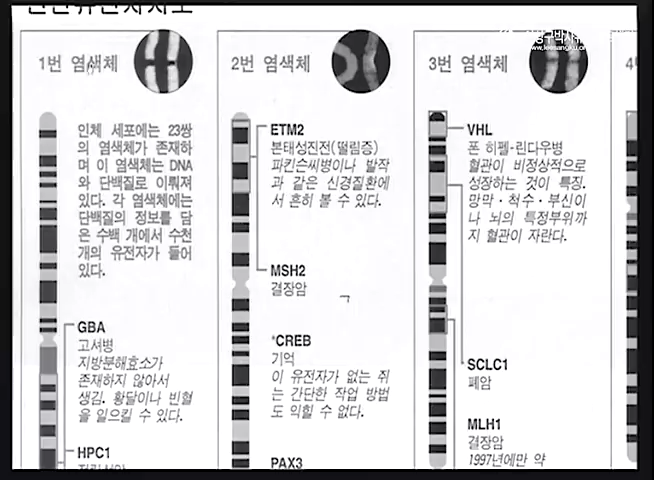 1번 염색체
인체 세포에는 23쌍
의 염색체가 존재하
며 이 염색체는 DNA
와 단백질로 이뤄져
있다. 각 염색체에는
단백질의 정보를 담
은 수백 개에서 수천
개의 유전자가 들어
있다.
GBA
고셔병
지방분해효소가
존재하지 않아서
생김. 황달이나 빈혈
을 일으킬 수 있다.
HPC1
2번 염색체
ETM2
본태성진전(떨림증)
파킨슨씨병이나 발작
과 같은 신경질환에
서 흔히 볼 수 있다.
MSH2
결장암
*CREB
기억
이 유전자가 없는 쥐
는 간단한 작업 방법
도 익힐 수 없다.
PAX3
3번 염색체
VHL
폰 히펠-린다우병
혈관이 비정상적으로
성장하는 것이 특징.
망막·척수·부신이
나 뇌의 특정부위까
지 혈관이 자란다.
SCLC1
폐암
MLH1
결장암
1997년에만 약